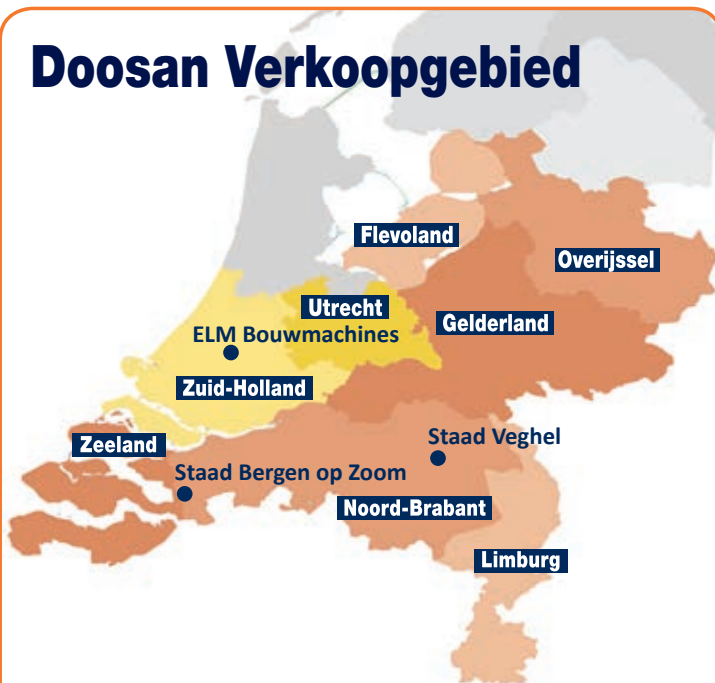 Doosan Verkoopgebied
Flevoland
Overijssel
Utrecht
Gelderland
ELM Bouwmachines
Zuid-Holland
Zeeland
Staad Veghel
Staad Bergen op Zoom
Noord-Brabant
Limburg